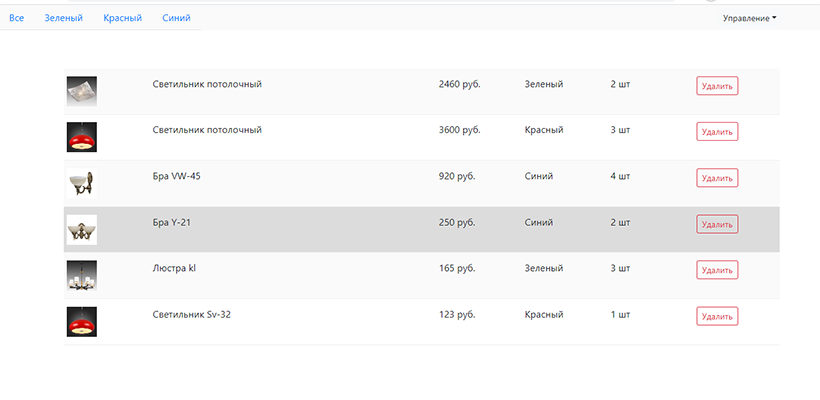 Все Зеленый Красный Синий Управление
Светильник потолочный 2460 руб. Зеленый 2 шт Удалить
Светильник потолочный 3600 руб. Красный 3 шт Удалить
Бра VW-45 920 руб. Синий 4 шт Удалить
Бра Y-21 250 руб. Синий 2 шт Удалить
Люстра kl 165 руб. Зеленый 3 шт Удалить
Светильник Sv-32 123 руб. Красный 1 шт Удалить